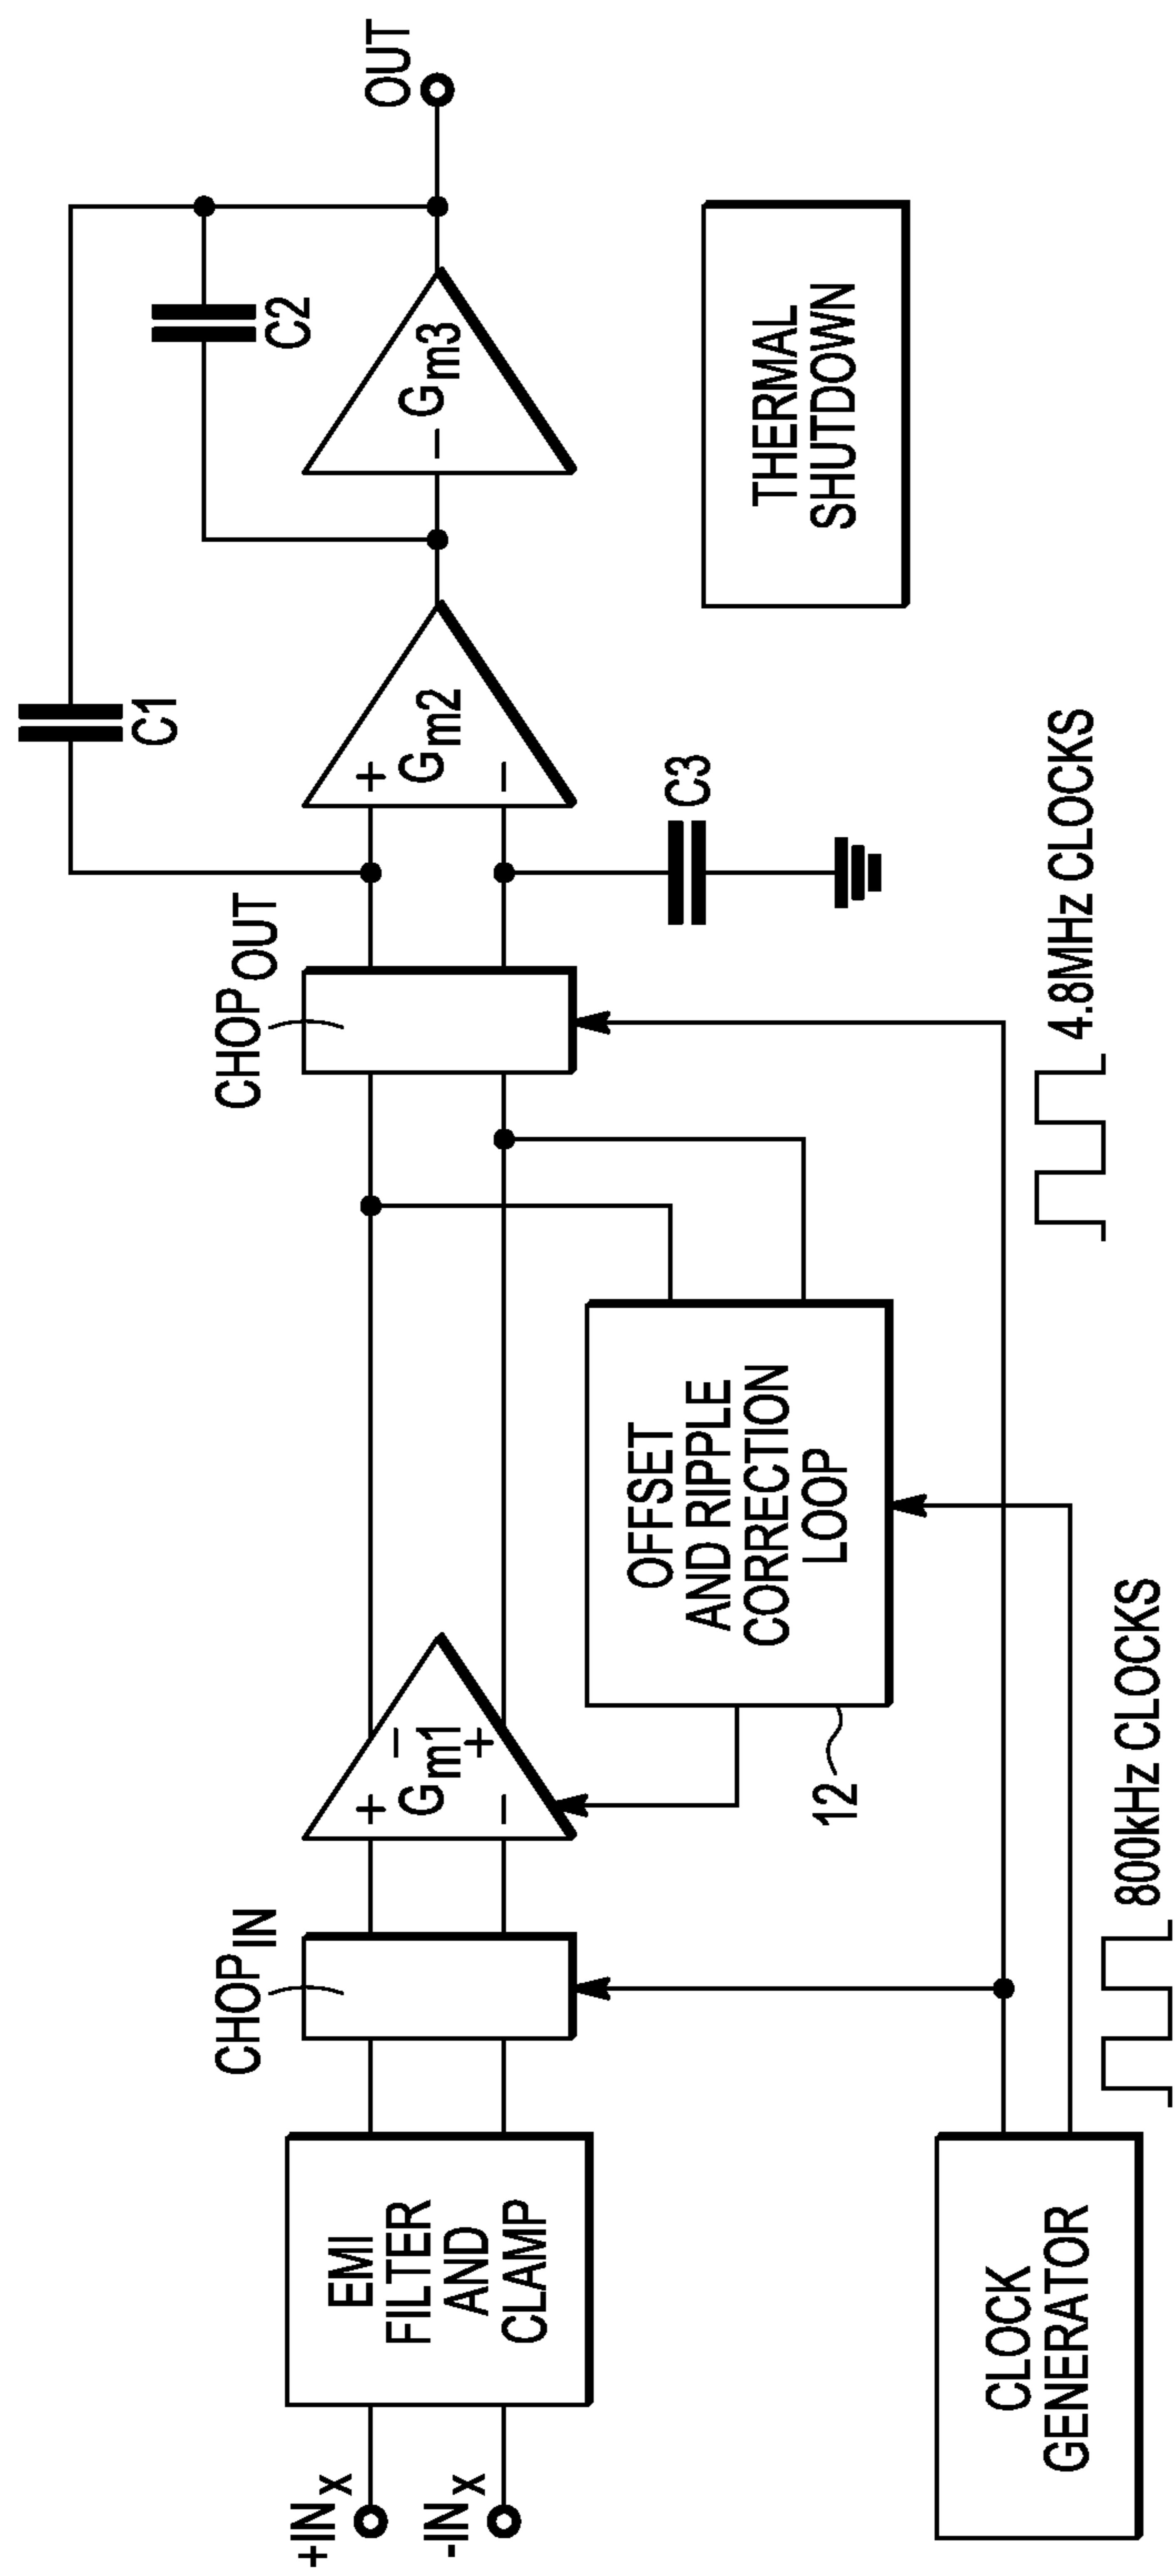 +INX
-INX
EMI
FILTER
AND
CLAMP
CHOPIN
+
-
Gm1
-
+
OFFSET
AND RIPPLE
CORRECTION
LOOP
12
CHOPOUT
C1
+
-
Gm2
C3
C2
-
Gm3
OUT
THERMAL
SHUTDOWN
CLOCK
GENERATOR
800kHz CLOCKS
4.8MHz CLOCKS